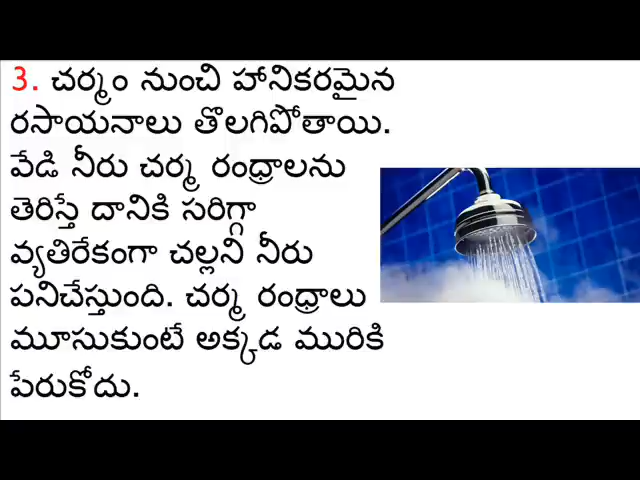 3. చర్మం నుంచి హానికరమైన
రసాయనాలు తొలగిపోతాయి.
వేడి నీరు చర్మ రంధ్రాలను
తెరిస్తే దానికి సరిగ్గా
వ్యతిరేకంగా చల్లని నీరు
పనిచేస్తుంది. చర్మ రంధ్రాలు
మూసుకుంటే అక్కడ మురికి
పేరుకోదు.